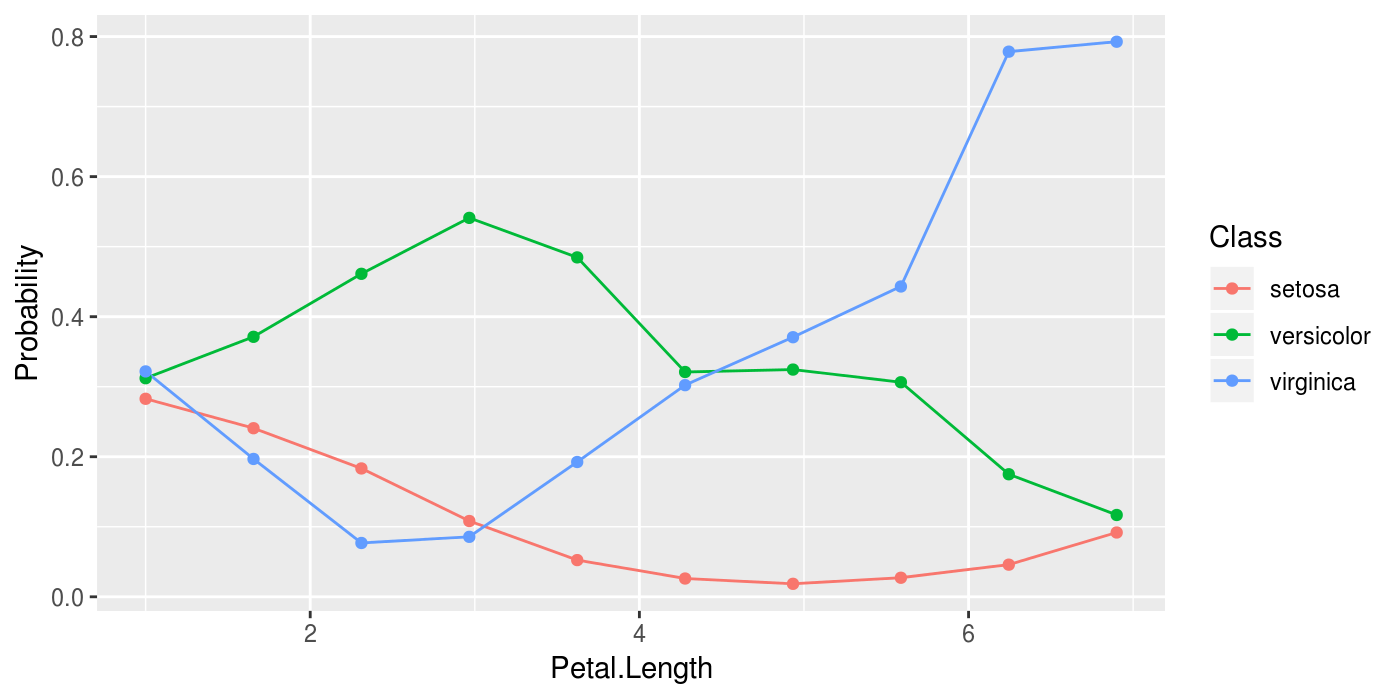 0.8
0.6
0.4
0.2
0.0
Probability
2 4 6
Petal.Length
Class
setosa
versicolor
virginica